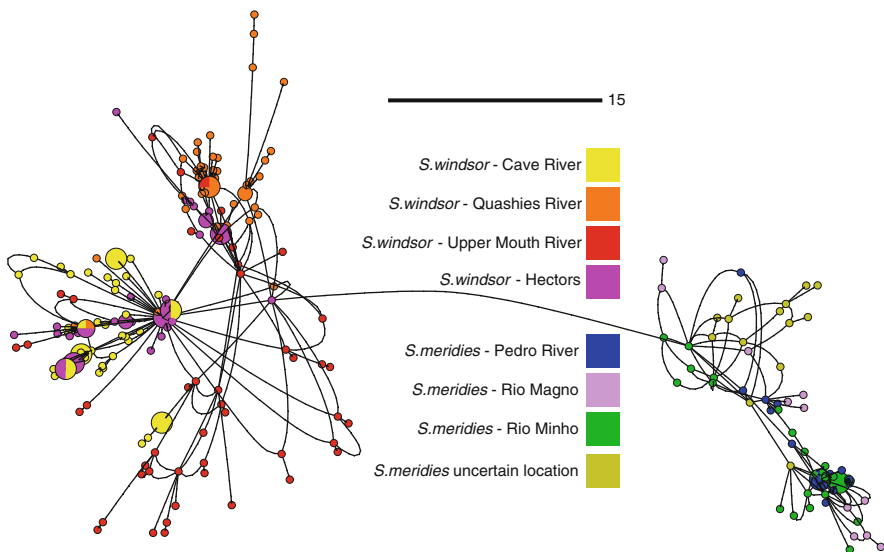 15
S.windsor - Cave River
S.windsor - Quashies River
S.windsor - Upper Mouth River
S.windsor - Hectors
S.meridies - Pedro River
S.meridies - Rio Magno
S.meridies - Rio Minho
S.meridies uncertain location